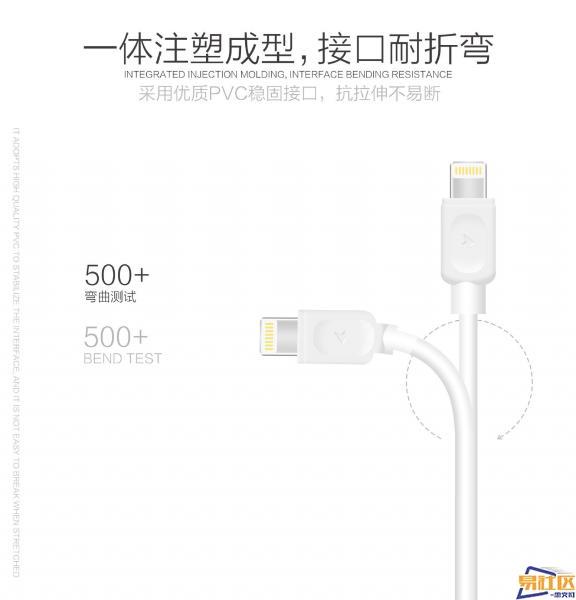 一体注塑成型，接口耐折弯
INTEGRATED INJECTION MOLDING, INTERFACE BENDING RESISTANCE
采用优质PVC稳固接口，抗拉伸不易断
IT ADOPTS HIGH QUALITY PVC TO STABILIZE THE INTERFACE, AND IT IS NOT EASY TO BREAK WHEN STRETCHED
500+
弯曲测试
500+
BEND TEST
易社区